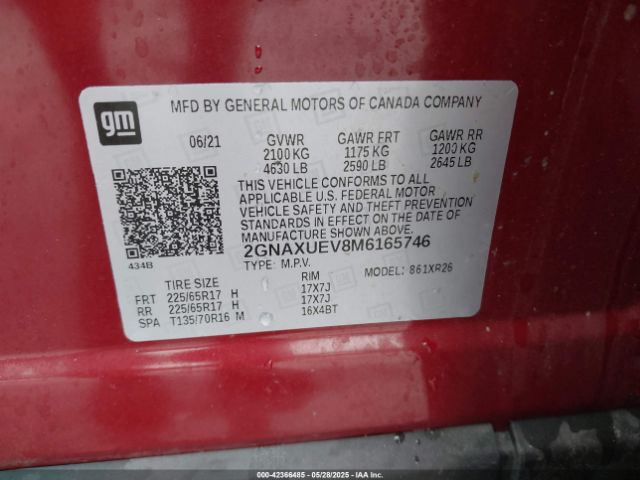 gm
MFD BY GENERAL MOTORS OF CANADA COMPANY
06/21 GVWR GAWR FRT GAWR RR
2100 KG 1175 KG 1200 KG
4630 LB 2590 LB 2645 LB
THIS VEHICLE CONFORMS TO ALL
APPLICABLE U.S. FEDERAL MOTOR
VEHICLE SAFETY AND THEFT PREVENTION
STANDARDS IN EFFECT ON THE DATE OF
MANUFACTURE SHOWN ABOVE.
2GNAXUEV8M6165746
434B TYPE: M.P.V. MODEL: 861XR26
TIRE SIZE RIM
FRT 225/65R17 H 17X7J
RR 225/65R17 H 17X7J
SPA T135/70R16 M 16X4BT
000-42366485 - 05/28/2025 - IAAI.COM